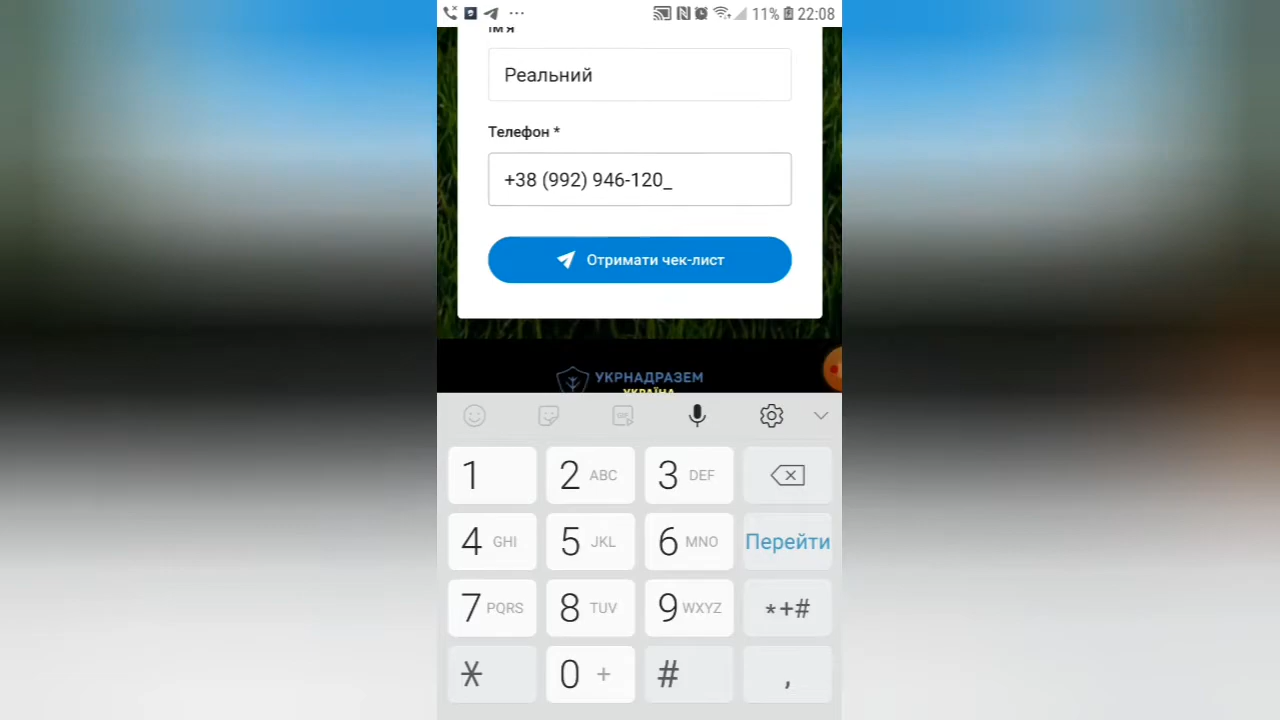 11% 22:08
Ім'я
Реальний
Телефон *
+38 (992) 946-120_
Отримати чек-лист
УКРНАДРАЗЕМ
УКРАЇНА
1 2 ABC 3 DEF
4 GHI 5 JKL 6 MNO Перейти
7 PQRS 8 TUV 9 WXYZ *+#
* 0 + # ,